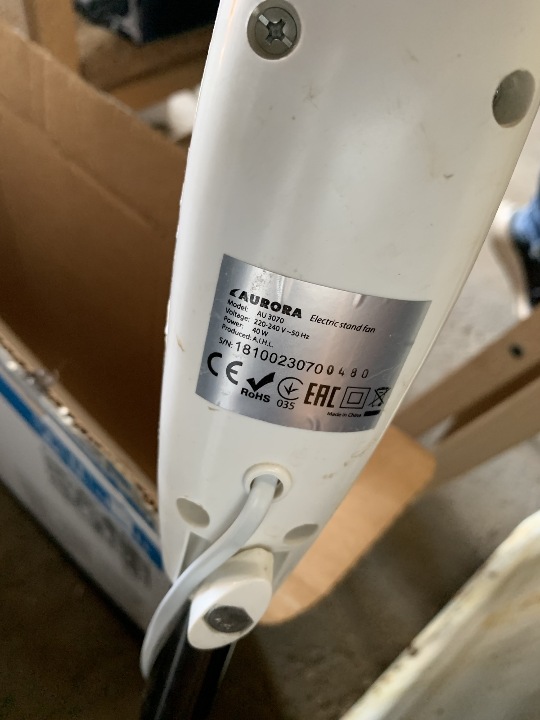 AURORA Electric stand fan
Model: AU 3070
Voltage: 220-240 V~50 Hz
Power: 40 W
Produced: A.I.H.L.
S/N: 18100230700480
CE RoHS 035 EAC
Made in China